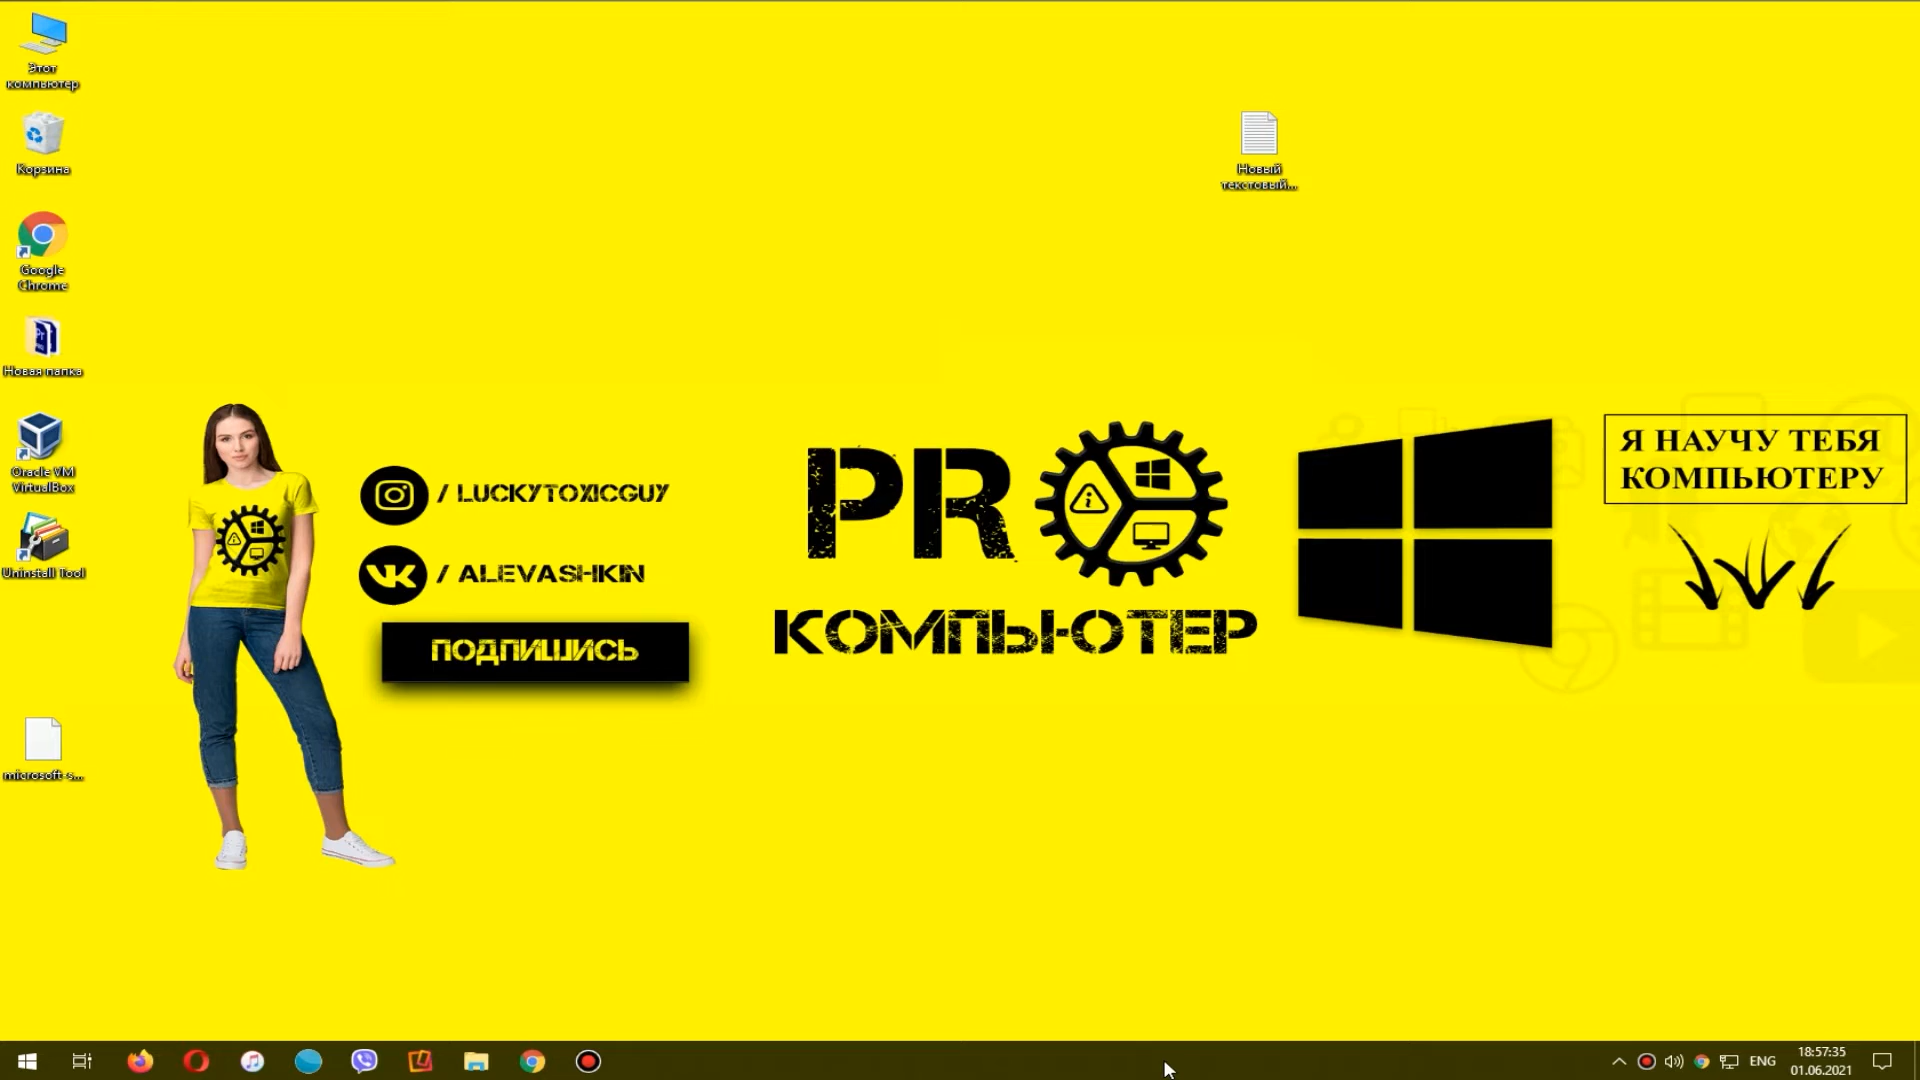 Этот
компьютер
Корзина
Google
Chrome
Новая папка
Oracle VM
VirtualBox
Uninstall Tool
microsoft-s...
Новый
текстовый...
/ LUCKYTOXICGUY
/ ALEVASHKIN
ПОДПИШИСЬ
PR
КОМПЬЮТЕР
Я НАУЧУ ТЕБЯ
КОМПЬЮТЕРУ
ENG
18:57:35
01.06.2021